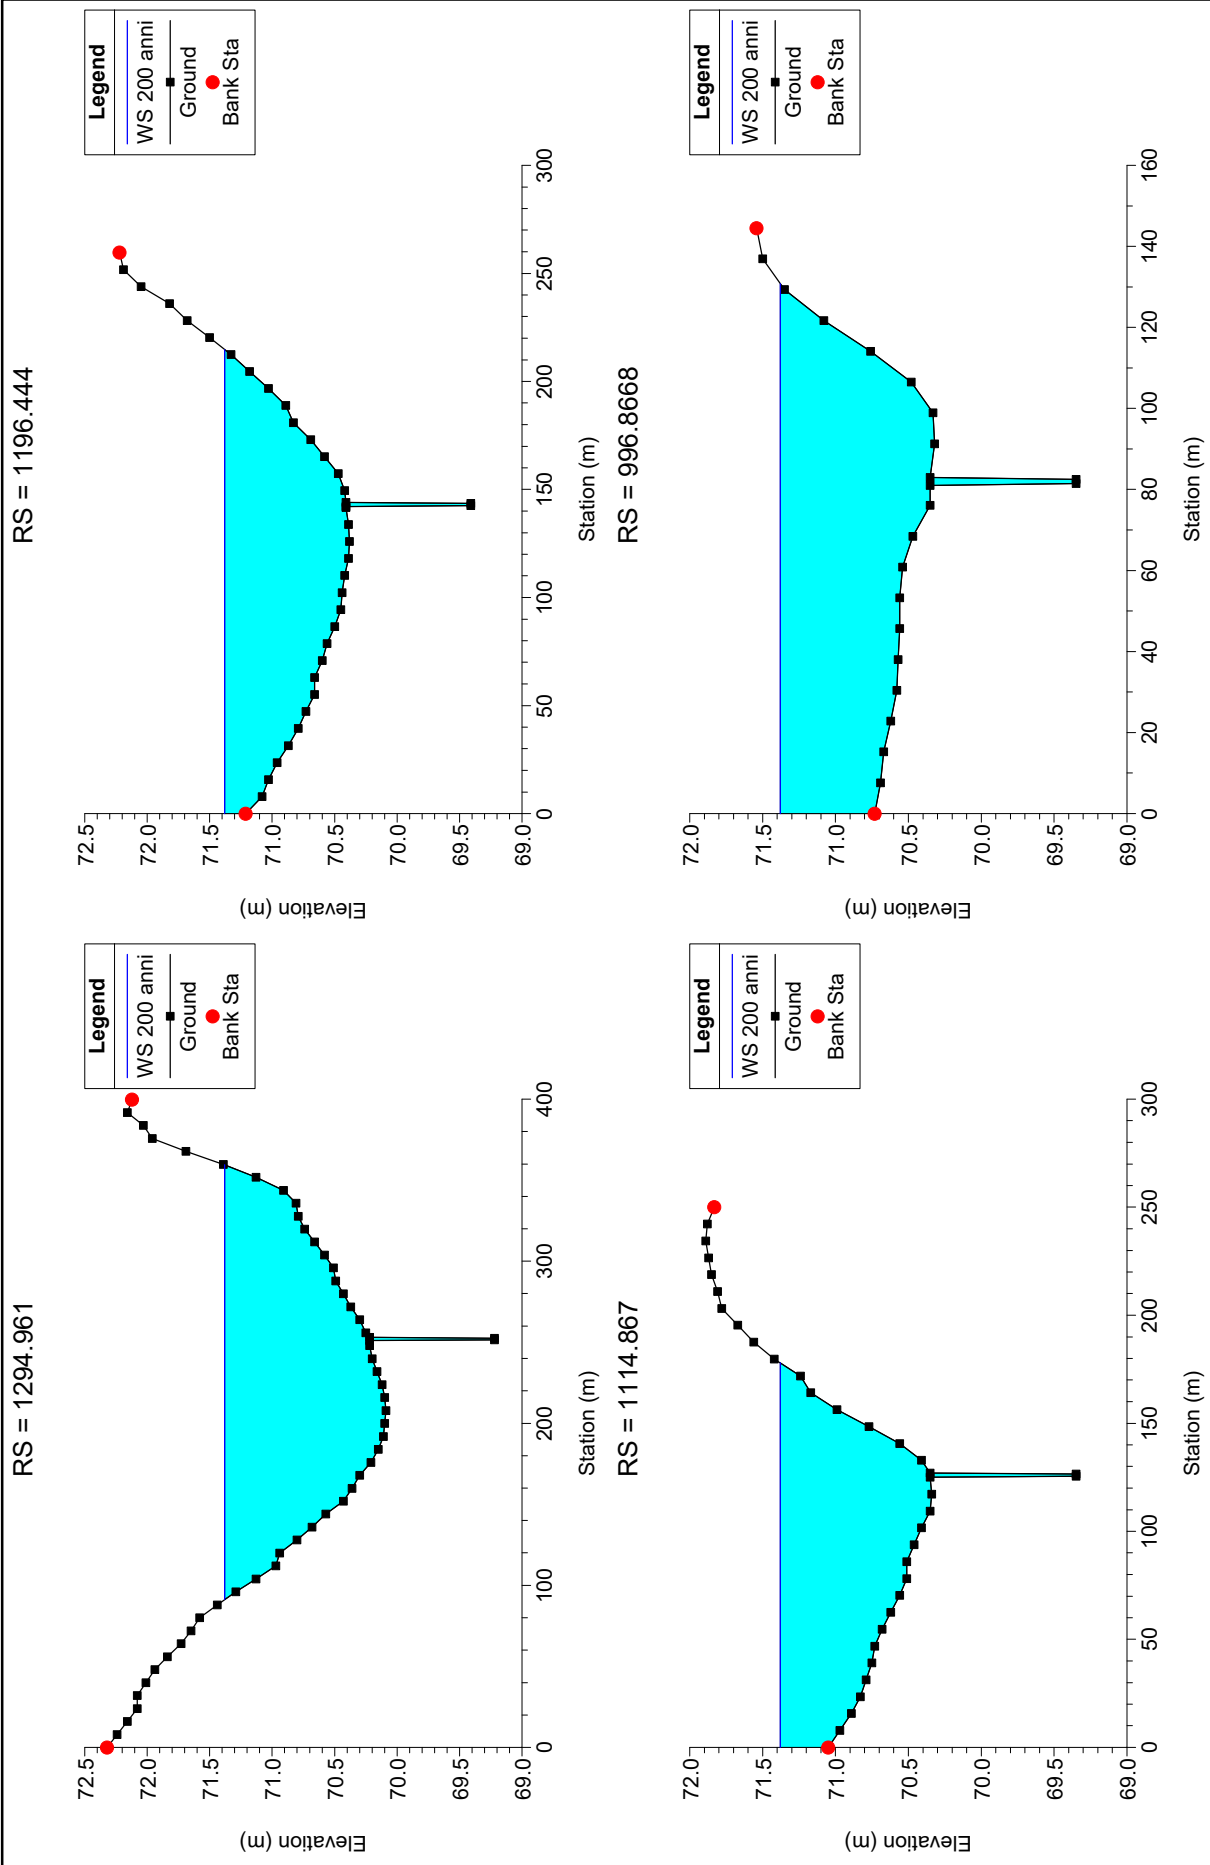 RS = 1294.961
Legend
WS 200 anni
Ground
Bank Sta
72.5
72.0
71.5
71.0
70.5
70.0
69.5
69.0
0
100
200
300
400
Elevation (m)
Station (m)
RS = 1196.444
Legend
WS 200 anni
Ground
Bank Sta
72.5
72.0
71.5
71.0
70.5
70.0
69.5
69.0
0
50
100
150
200
250
300
Elevation (m)
Station (m)
RS = 1114.867
Legend
WS 200 anni
Ground
Bank Sta
72.0
71.5
71.0
70.5
70.0
69.5
69.0
0
50
100
150
200
250
300
Elevation (m)
Station (m)
RS = 996.8668
Legend
WS 200 anni
Ground
Bank Sta
72.0
71.5
71.0
70.5
70.0
69.5
69.0
0
20
40
60
80
100
120
140
160
Elevation (m)
Station (m)